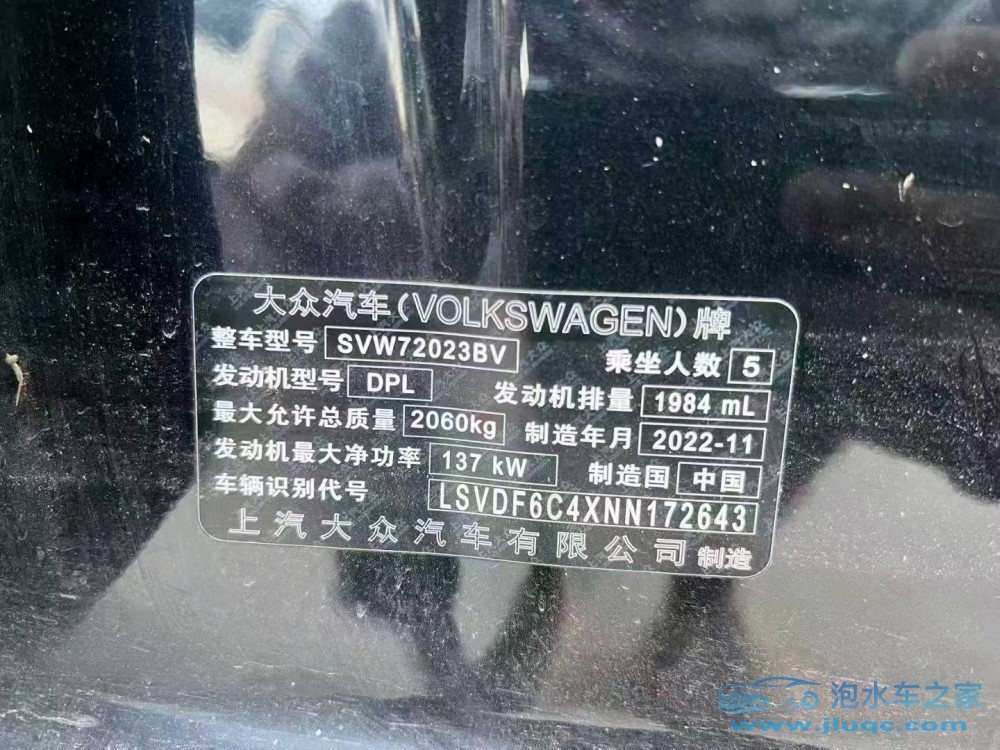 大众汽车(VOLKSWAGEN)牌
整车型号 SVW72023BV 乘坐人数 5
发动机型号 DPL 发动机排量 1984 mL
最大允许总质量 2060kg 制造年月 2022-11
发动机最大净功率 137 kW 制造国 中国
车辆识别代号 LSVDF6C4XNN172643
上汽大众汽车有限公司 制造
泡水车之家
www.jluqc.com